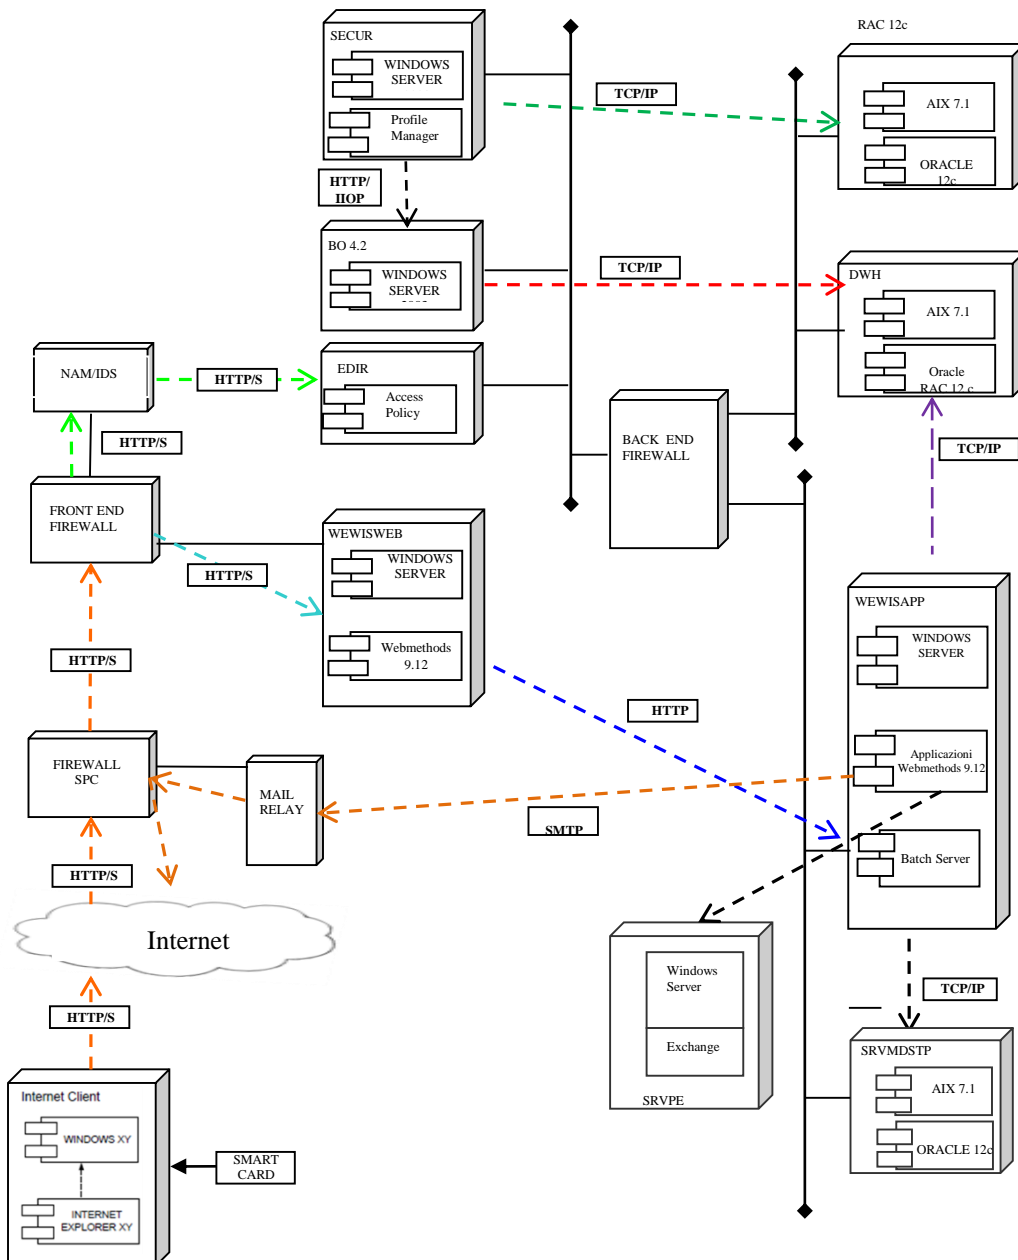 RAC 12c
SECUR
WINDOWS
SERVER
Profile
Manager
TCP/IP
AIX 7.1
ORACLE
12c
HTTP/
IIOP
BO 4.2
WINDOWS
SERVER
TCP/IP
DWH
AIX 7.1
Oracle
RAC 12 c
NAM/IDS
HTTP/S
EDIR
Access
Policy
HTTP/S
BACK END
FIREWALL
TCP/IP
FRONT END
FIREWALL
HTTP/S
WEWISWEB
WINDOWS
SERVER
Webmethods
9.12
WEWISAPP
WINDOWS
SERVER
HTTP/S
HTTP
Applicazioni
Webmethods 9.12
FIREWALL
SPC
MAIL
RELAY
SMTP
Batch Server
HTTP/S
Internet
Windows
Server
Exchange
SRVPE
TCP/IP
HTTP/S
SRVMDSTP
AIX 7.1
ORACLE 12c
Internet Client
WINDOWS XY
INTERNET
EXPLORER XY
SMART
CARD